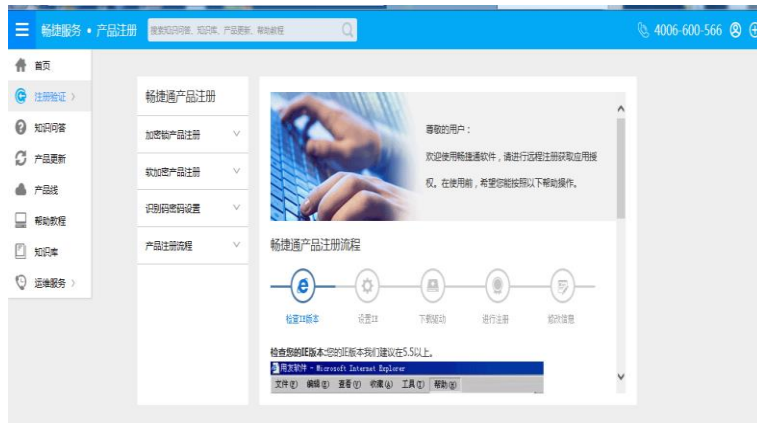 畅捷服务 • 产品注册
搜索知识问答、知识库、产品更新、帮助教程
4006-600-566
首页
注册验证
知识问答
产品更新
产品线
帮助教程
知识库
运维服务
畅捷通产品注册
加密锁产品注册
软加密产品注册
识别码密码设置
产品注册流程
尊敬的用户：
欢迎使用畅捷通软件，请进行远程注册获取应用授
权。在使用前，希望您能按照以下帮助操作。
畅捷通产品注册流程
检查IE版本
设置IE
下载驱动
进行注册
修改信息
检查您的IE版本:您的IE版本我们建议在5.5以上。
用友软件 - Microsoft Internet Explorer
文件(F) 编辑(E) 查看(V) 收藏(A) 工具(T) 帮助(H)